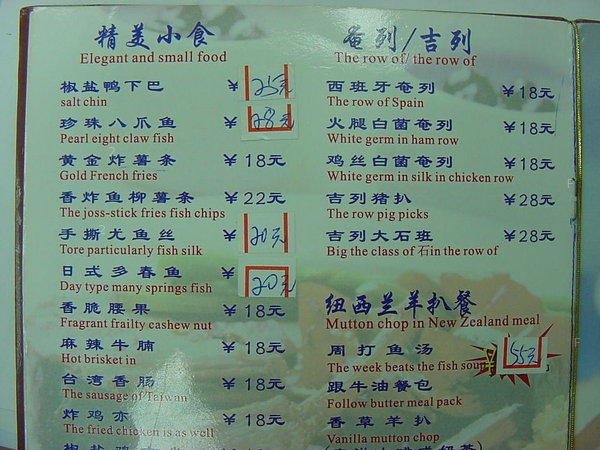 精美小食
Elegant and small food
椒盐鸭下巴 ¥ 25元
salt chin
珍珠八爪鱼 ¥ 28元
Pearl eight claw fish
黄金炸薯条 ¥ 18元
Gold French fries
香炸鱼柳薯条 ¥ 22元
The joss-stick fries fish chips
手撕尤鱼丝 ¥ 20元
Tore particularly fish silk
日式多春鱼 ¥ 20元
Day type many springs fish
香脆腰果 ¥ 18元
Fragrant frailty cashew nut
麻辣牛腩 ¥ 18元
Hot brisket in
台湾香肠 ¥ 18元
The sausage of Taiwan
炸鸡亦 ¥ 18元
The fried chicken is as well
椒盐鸭
奄列/吉列
The row of/ the row of
西班牙奄列 ¥18元
The row of Spain
火腿白菌奄列 ¥18元
White germ in ham row
鸡丝白菌奄列 ¥18元
White germ in silk in chicken row
吉列猪扒 ¥28元
The row pig picks
吉列大石班 ¥28元
Big the class of 石in the row of
纽西兰羊扒餐
Mutton chop in New Zealand meal
周打鱼汤 ¥ 55元
The week beats the fish soup
跟牛油餐包
Follow butter meal pack
香草羊扒
Vanilla mutton chop